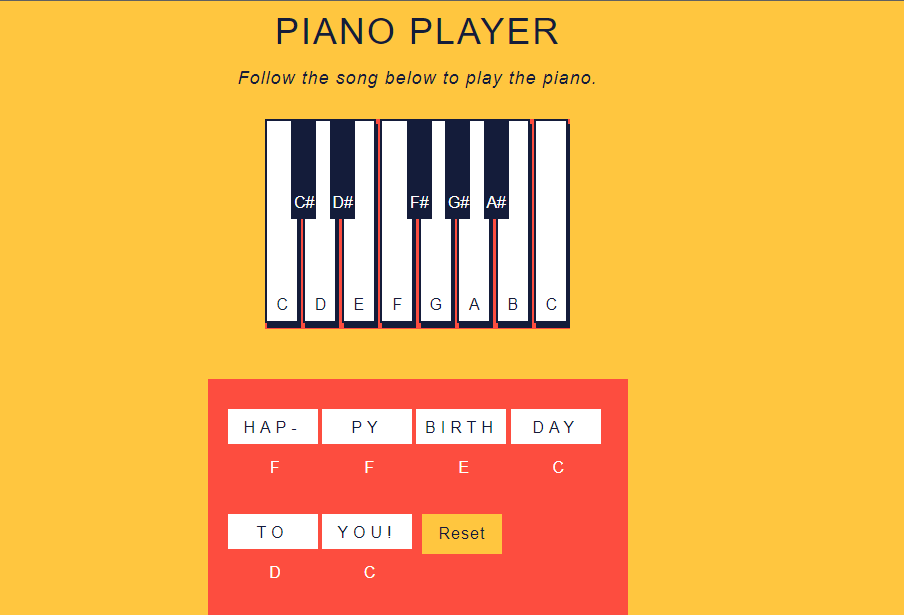 PIANO PLAYER
Follow the song below to play the piano.
C# D# F# G# A#
C D E F G A B C
HAP- PY BIRTH DAY
F F E C
TO YOU! Reset
D C